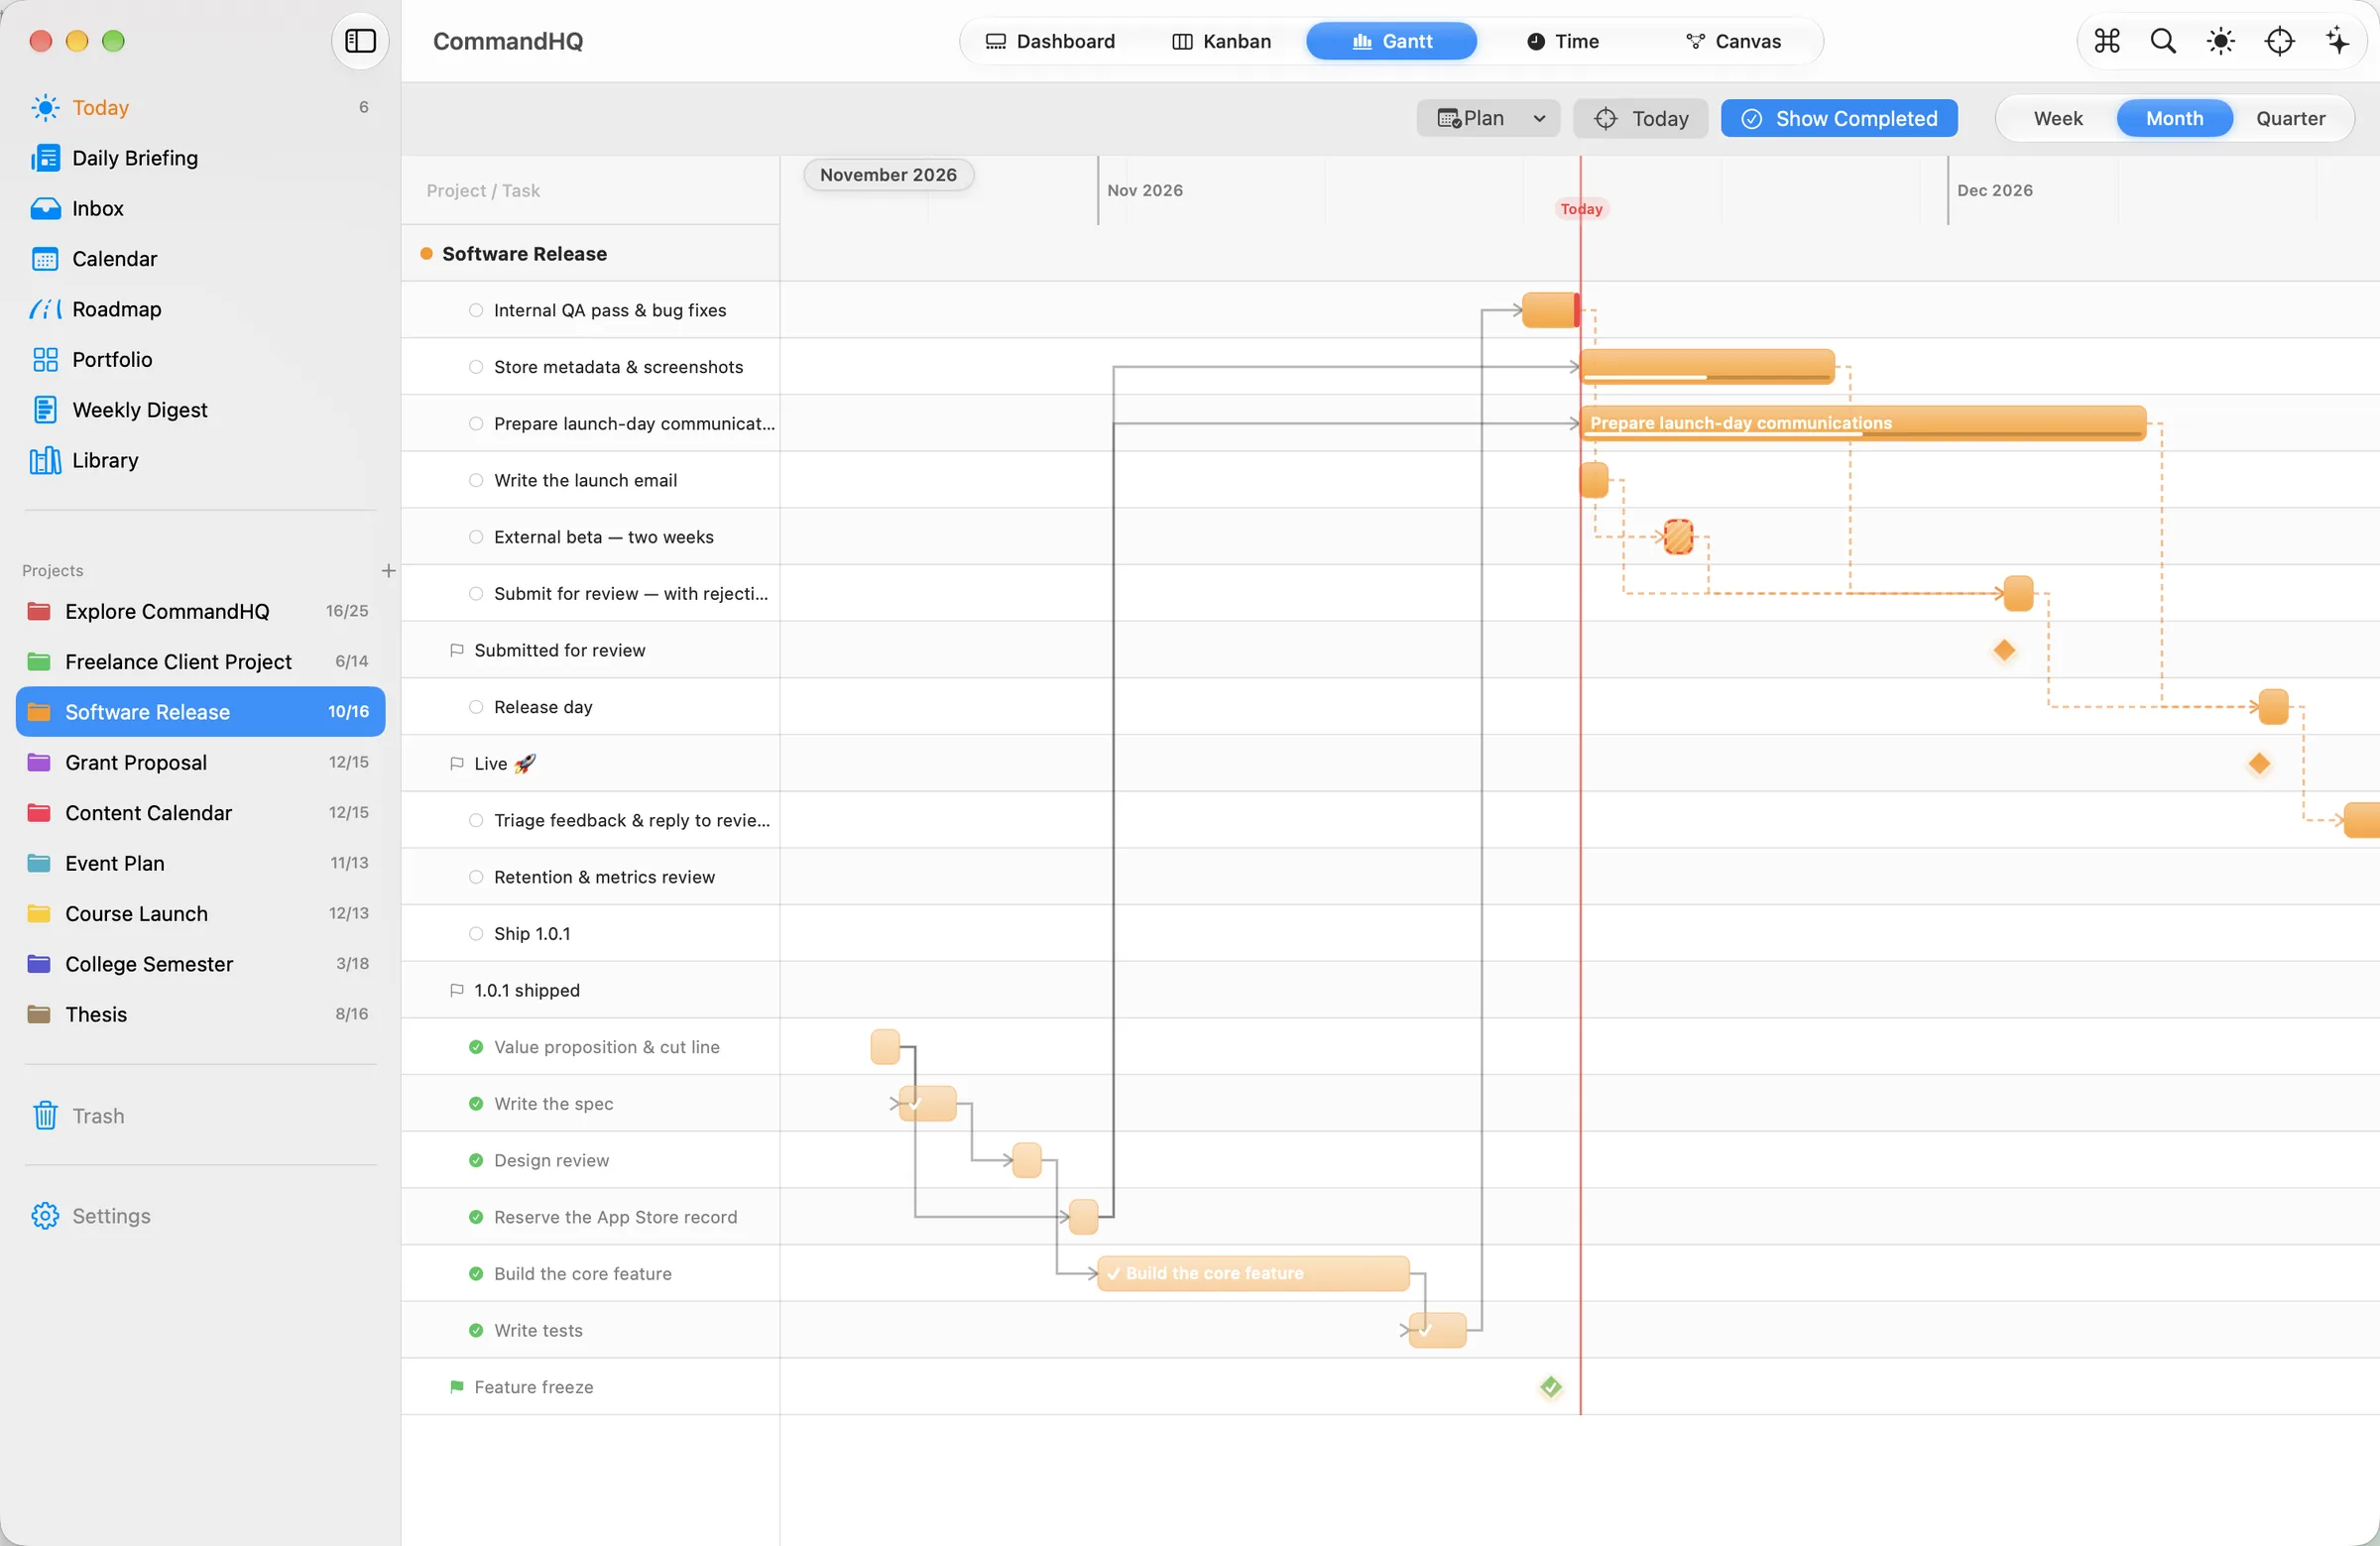 CommandHQ
Dashboard
Kanban
Gantt
Time
Canvas
Today 6
Daily Briefing
Inbox
Calendar
Roadmap
Portfolio
Weekly Digest
Library
Projects
Explore CommandHQ 16/25
Freelance Client Project 6/14
Software Release 10/16
Grant Proposal 12/15
Content Calendar 12/15
Event Plan 11/13
Course Launch 12/13
College Semester 3/18
Thesis 8/16
Trash
Settings
Plan
Today
Show Completed
Week
Month
Quarter
Project / Task
November 2026
Nov 2026
Today
Dec 2026
Software Release
Internal QA pass & bug fixes
Store metadata & screenshots
Prepare launch-day communicat...
Prepare launch-day communications
Write the launch email
External beta — two weeks
Submit for review — with rejecti...
Submitted for review
Release day
Live 🚀
Triage feedback & reply to revie...
Retention & metrics review
Ship 1.0.1
1.0.1 shipped
Value proposition & cut line
Write the spec
Design review
Reserve the App Store record
Build the core feature
Build the core feature
Write tests
Feature freeze